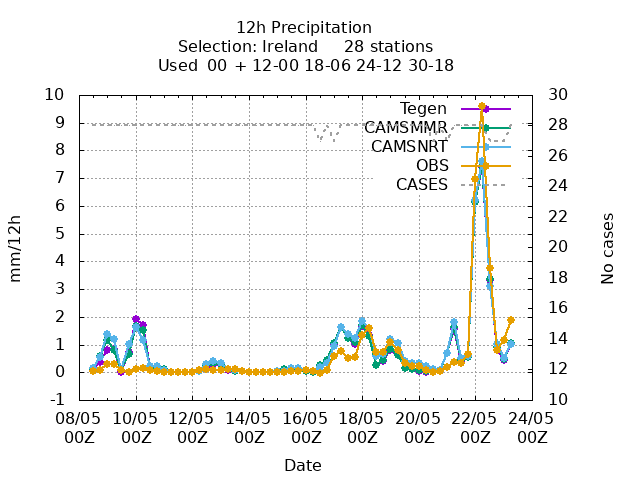 12h Precipitation
Selection: Ireland 28 stations
Used 00 + 12-00 18-06 24-12 30-18
Tegen
CAMSMMR
CAMSNRT
OBS
CASES
mm/12h
10
9
8
7
6
5
4
3
2
1
0
-1
30
28
26
24
22
20
18
16
14
12
10
No cases
08/05 10/05 12/05 14/05 16/05 18/05 20/05 22/05 24/05
00Z 00Z 00Z 00Z 00Z 00Z 00Z 00Z 00Z
Date